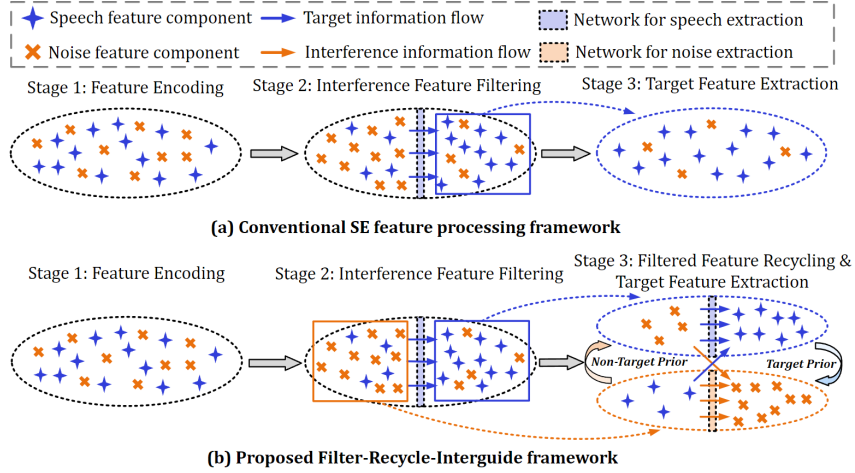 Speech feature component
Target information flow
Network for speech extraction
Noise feature component
Interference information flow
Network for noise extraction
Stage 1: Feature Encoding
Stage 2: Interference Feature Filtering
Stage 3: Target Feature Extraction
(a) Conventional SE feature processing framework
Stage 1: Feature Encoding
Stage 2: Interference Feature Filtering
Stage 3: Filtered Feature Recycling &
Target Feature Extraction
Non-Target Prior
Target Prior
(b) Proposed Filter-Recycle-Interguide framework